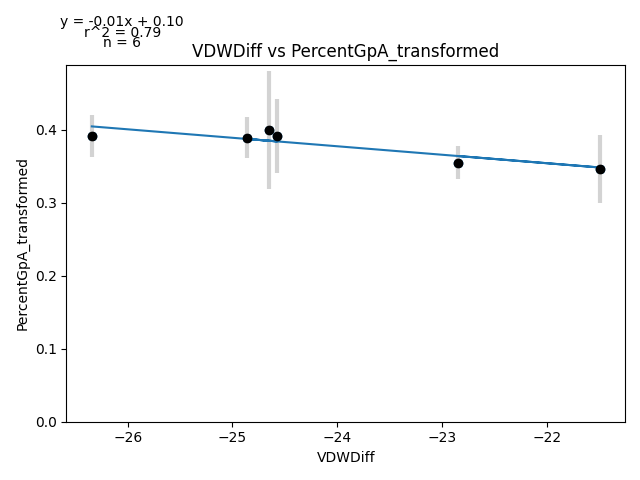 y = -0.01x + 0.10
r^2 = 0.79
n = 6
VDWDiff vs PercentGpA_transformed
PercentGpA_transformed
0.4
0.3
0.2
0.1
0.0
−26
−25
−24
−23
−22
VDWDiff